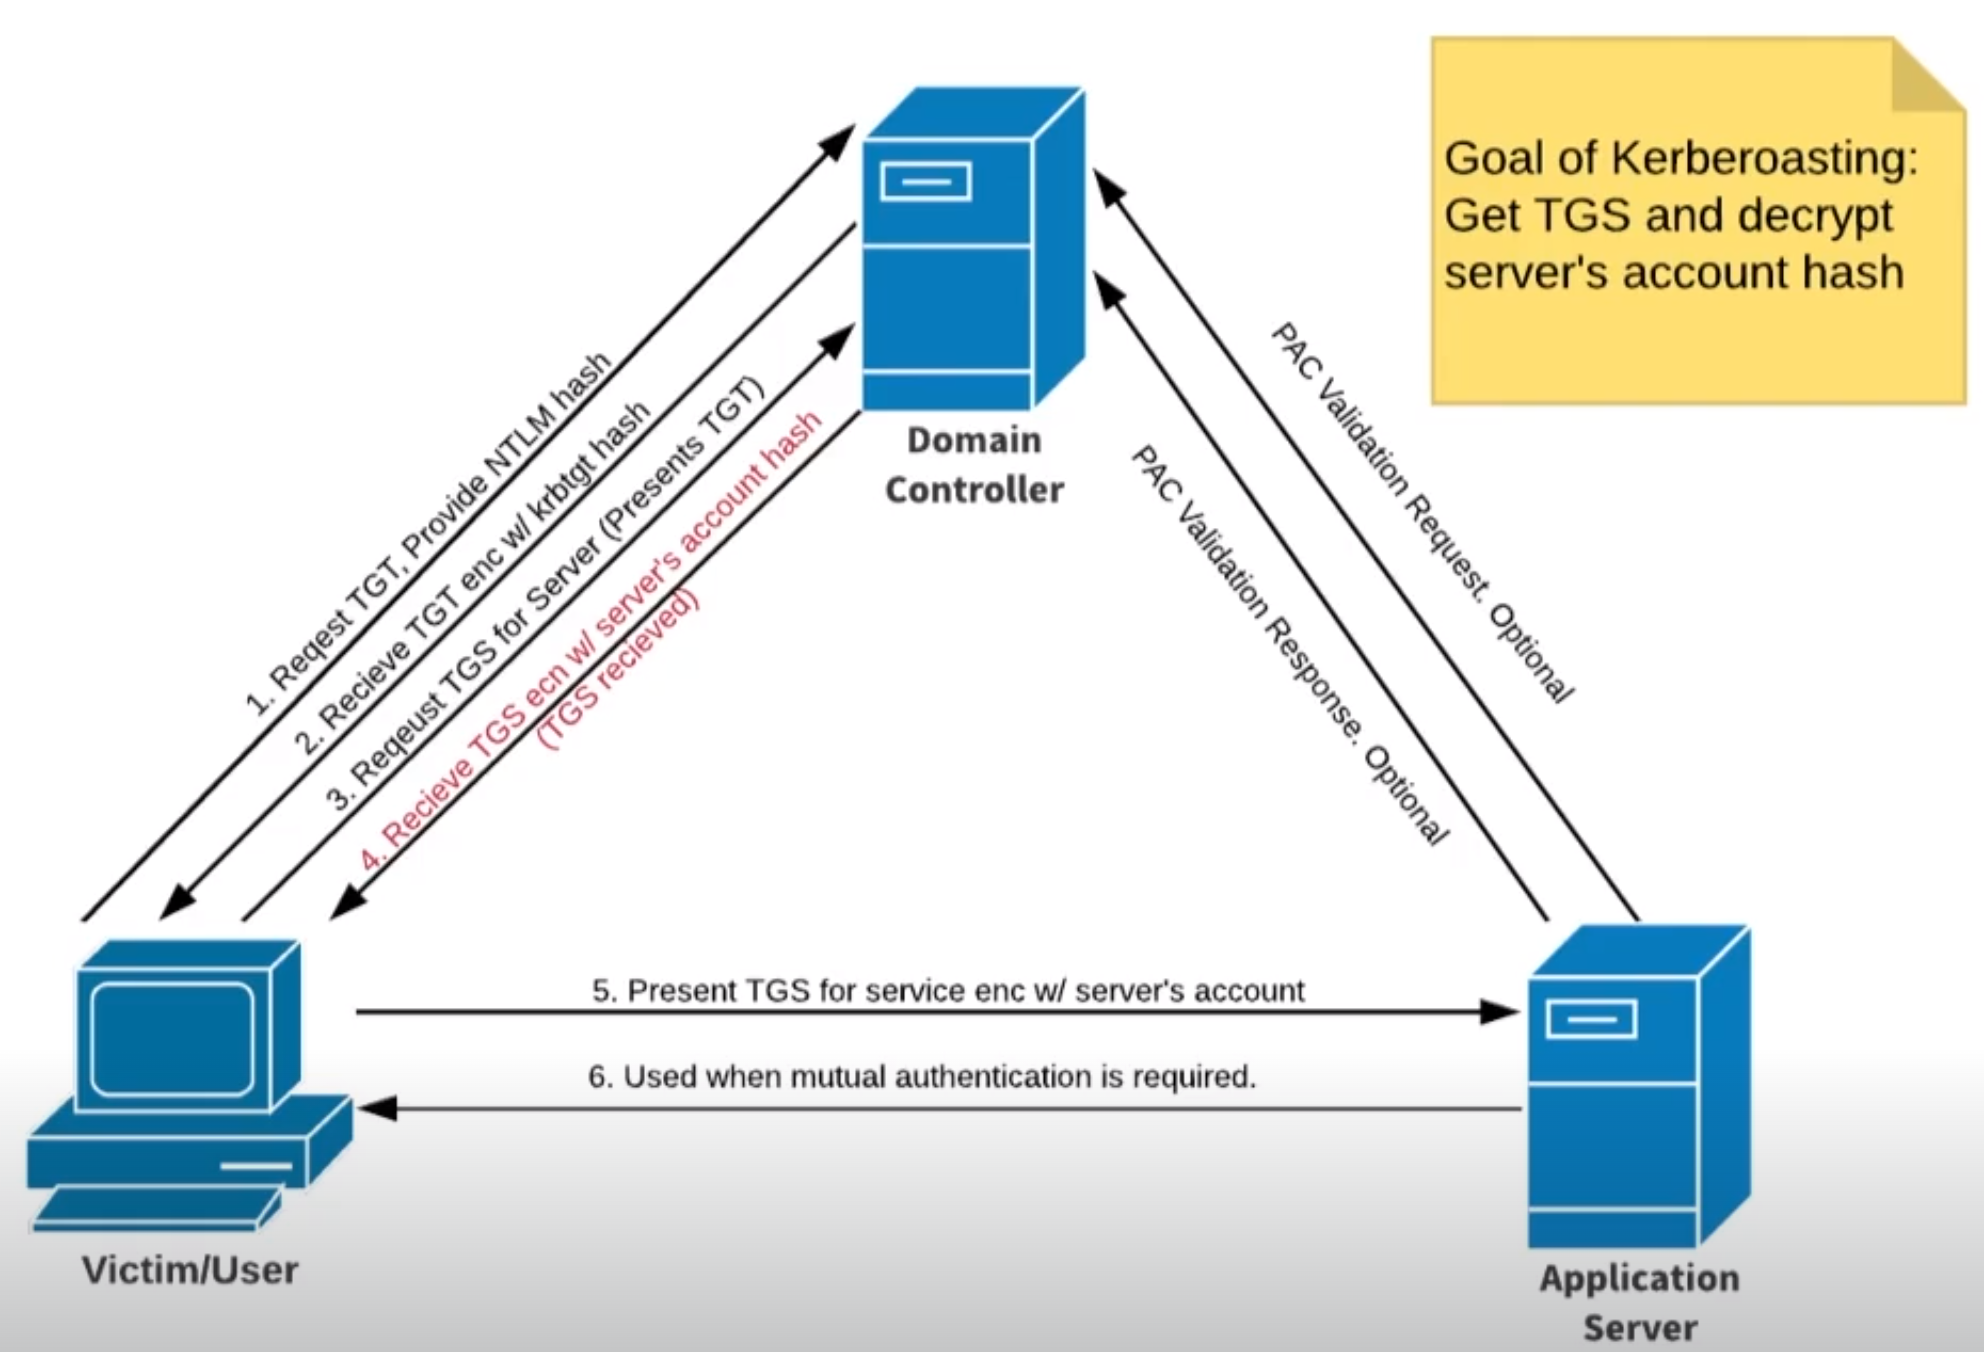 Goal of Kerberoasting:
Get TGS and decrypt
server's account hash
1. Reqest TGT, Provide NTLM hash
2. Recieve TGT enc w/ krbtgt hash
3. Reqeust TGS for Server (Presents TGT)
4. Recieve TGS ecn w/ server's account hash
(TGS recieved)
Domain
Controller
PAC Validation Request. Optional
PAC Validation Response. Optional
5. Present TGS for service enc w/ server's account
6. Used when mutual authentication is required.
Victim/User
Application
Server